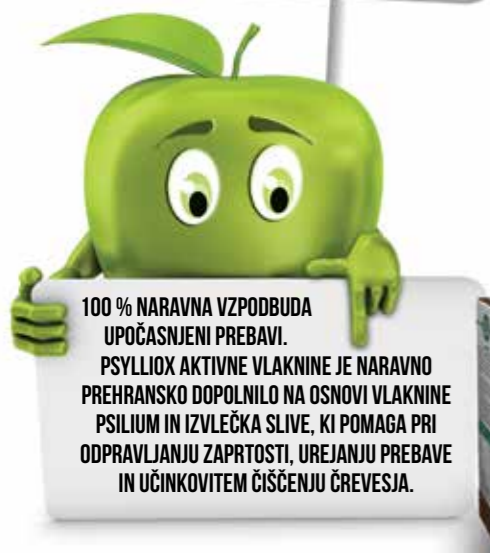 100 % NARAVNA VZPODBUDA
UPOČASNJENI PREBAVI.
PSYLLIOX AKTIVNE VLAKNINE JE NARAVNO
PREHRANSKO DOPOLNILO NA OSNOVI VLAKNINE
PSILIUM IN IZVLEČKA SLIVE, KI POMAGA PRI
ODPRAVLJANJU ZAPRTOSTI, UREJANJU PREBAVE
IN UČINKOVITEM ČIŠČENJU ČREVESJA.